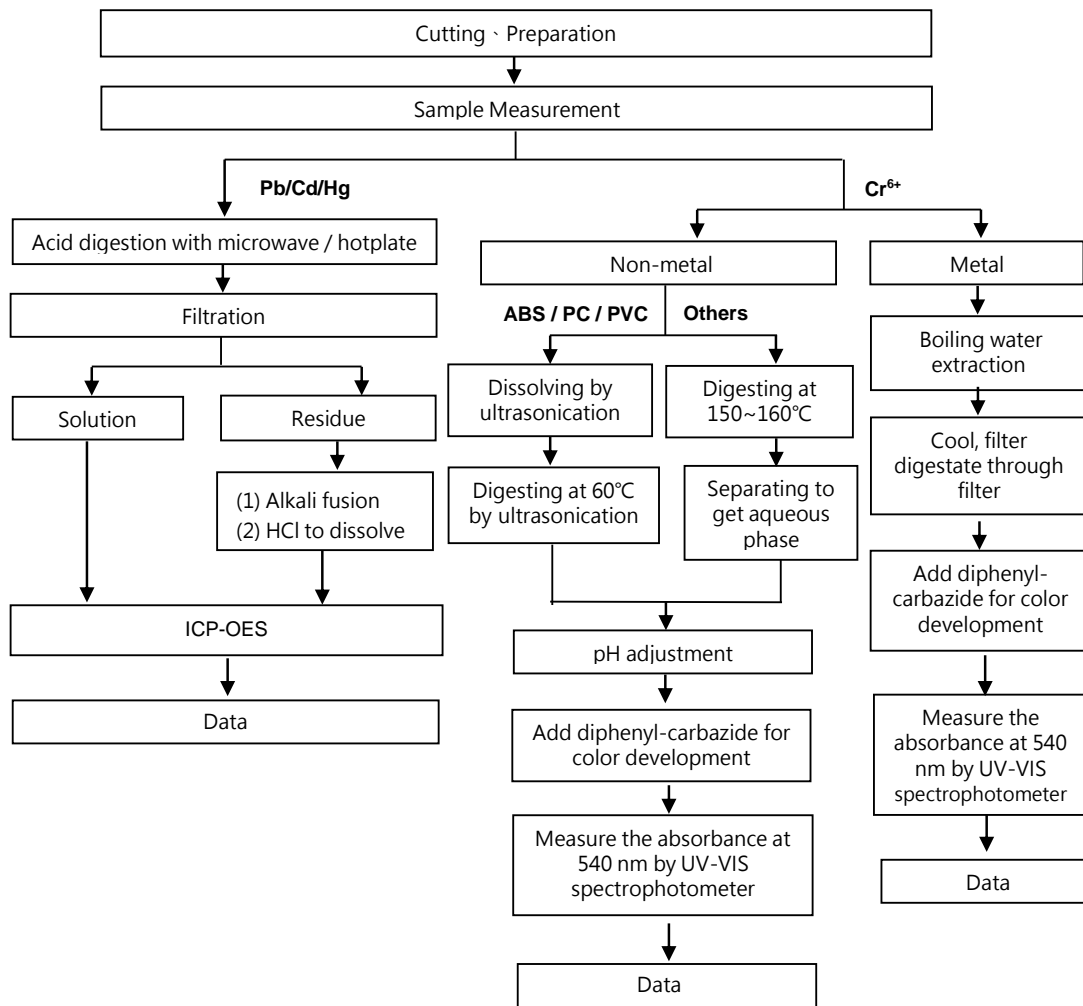 Cutting、Preparation
Sample Measurement
Pb/Cd/Hg
Cr6+
Acid digestion with microwave / hotplate
Filtration
Solution
Residue
(1) Alkali fusion
(2) HCl to dissolve
ICP-OES
Data
Non-metal
ABS / PC / PVC
Others
Dissolving by
ultrasonication
Digesting at 60℃
by ultrasonication
Digesting at
150~160℃
Separating to
get aqueous
phase
pH adjustment
Add diphenyl-carbazide for
color development
Measure the absorbance at
540 nm by UV-VIS
spectrophotometer
Data
Metal
Boiling water
extraction
Cool, filter
digestate through
filter
Add diphenyl-
carbazide for color
development
Measure the
absorbance at 540
nm by UV-VIS
spectrophotometer
Data